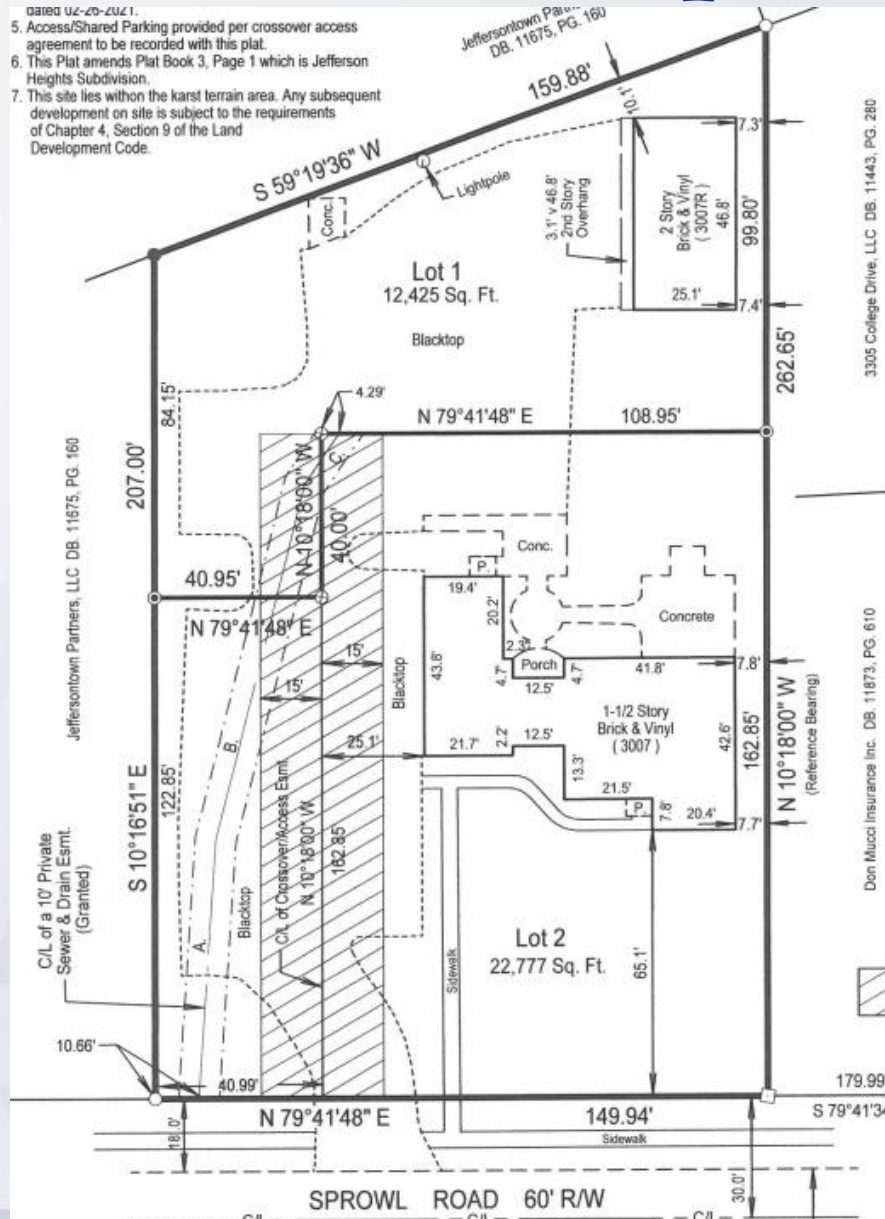 dated 02-26-2021.
5. Access/Shared Parking provided per crossover access
agreement to be recorded with this plat.
6. This Plat amends Plat Book 3, Page 1 which is Jefferson
Heights Subdivision.
7. This site lies withon the karst terrain area. Any subsequent
development on site is subject to the requirements
of Chapter 4, Section 9 of the Land
Development Code.
Jeffersontown
DB. 11675, PG. 160
159.88'
10.1'
7.3'
S 59°19'36" W
Lightpole
Conc.
3.1' v 46.8'
2nd Story
Overhang
2 Story
Brick & Vinyl
( 3007R )
46.8'
99.80'
25.1'
7.4'
3305 College Drive, LLC DB. 11443, PG. 280
Lot 1
12,425 Sq. Ft.
Blacktop
262.65'
84.15'
4.29'
N 79°41'48" E
108.95'
207.00'
Jeffersontown Partners, LLC DB. 11675, PG. 160
N 10°18'00" W
40.00'
C.
40.95'
N 79°41'48" E
Conc.
P.
19.4'
20.2'
Concrete
2.3'
Porch
4.7'
4.7'
12.5'
41.8'
7.8'
15'
15'
Blacktop
43.8'
25.1'
21.7'
2.2'
12.5'
1-1/2 Story
Brick & Vinyl
( 3007 )
42.6'
162.85'
N 10°18'00" W
(Reference Bearing)
Don Mucci Insurance Inc. DB. 11873, PG. 610
13.3'
21.5'
P.
7.8'
20.4'
7.7'
B.
S 10°16'51" E
122.85'
C/L of Crossover/Access Esmt.
N 10°18'00" W
162.85'
C/L of a 10' Private
Sewer & Drain Esmt.
(Granted)
A.
Blacktop
Lot 2
22,777 Sq. Ft.
65.1'
Sidewalk
10.66'
40.99'
N 79°41'48" E
149.94'
179.99
S 79°41'34
Sidewalk
30.0'
SPROWL ROAD 60' R/W
C/L
C/L
C/L